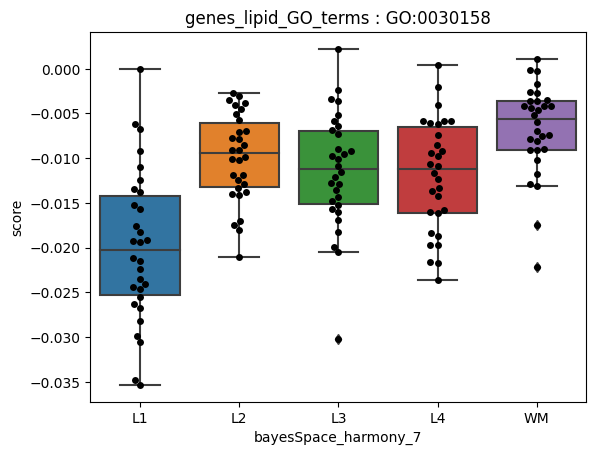 genes_lipid_GO_terms : GO:0030158
0.000
−0.005
−0.010
−0.015
−0.020
−0.025
−0.030
−0.035
score
L1 L2 L3 L4 WM
bayesSpace_harmony_7